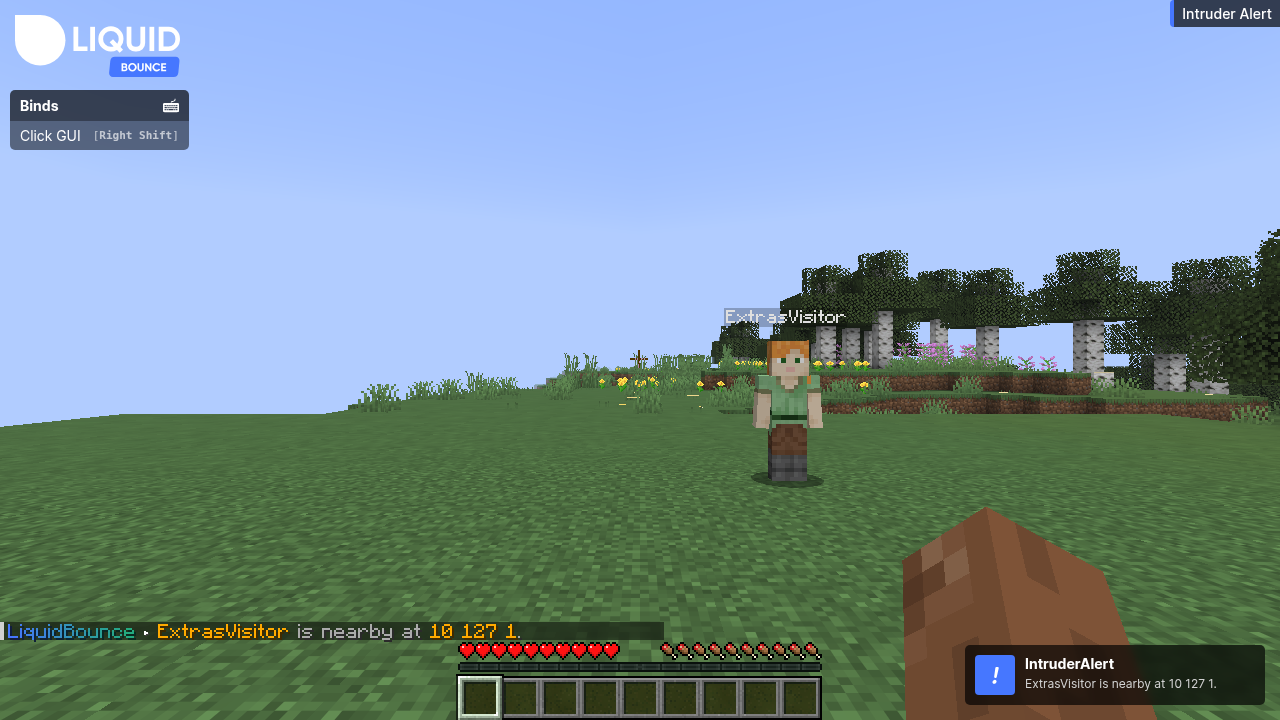 LIQUID
BOUNCE
Intruder Alert
Binds
Click GUI [Right Shift]
ExtrasVisitor
LiquidBounce ▸ ExtrasVisitor is nearby at 10 127 1.
IntruderAlert
ExtrasVisitor is nearby at 10 127 1.